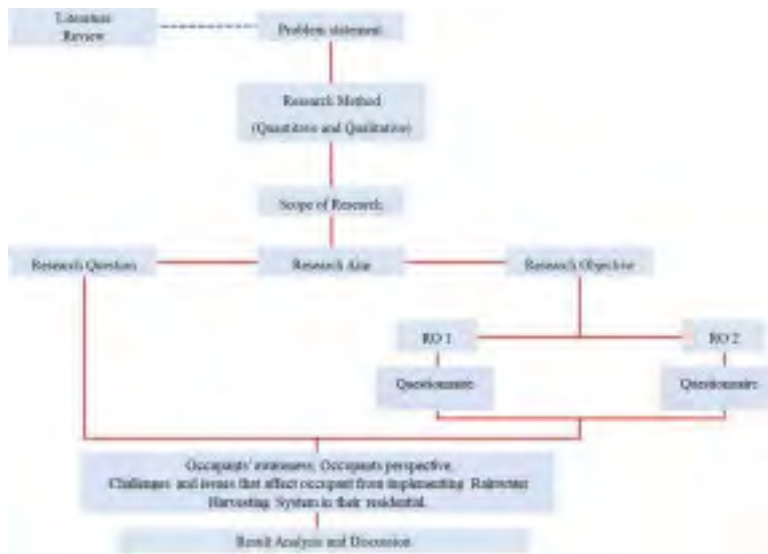 Literature
Review
Problem statement
Research Method
(Quantitive and Qualitative)
Scope of Research
Research Question
Research Aim
Research Objective
RO 1
RO 2
Questionnaire
Questionnaire
Occupants' awareness, Occupants perspective,
Challenges and issues that affect occupant from implementing Rainwater
Harvesting System in their residential.
Result Analysis and Discussion